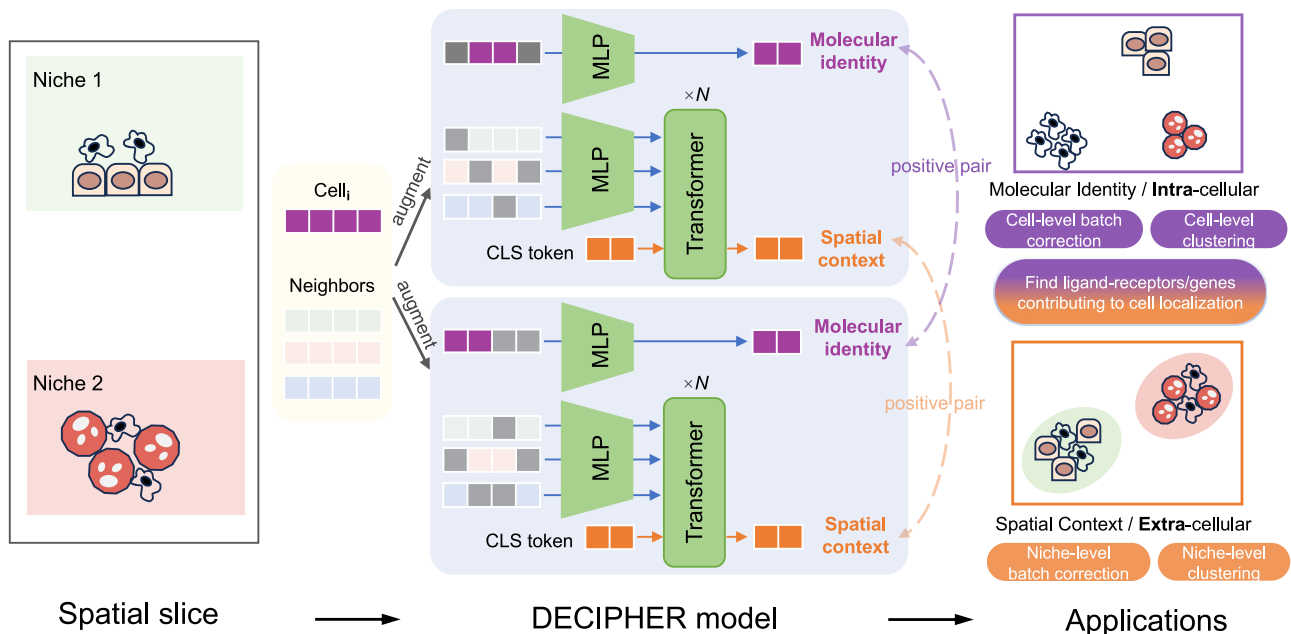 Niche 1
Niche 2
Cell_i
Neighbors
augment
augment
MLP
Molecular
identity
×N
MLP
Transformer
CLS token
Spatial
context
MLP
Molecular
identity
×N
MLP
Transformer
CLS token
Spatial
context
positive pair
positive pair
Molecular Identity / Intra-cellular
Cell-level batch
correction
Cell-level
clustering
Find ligand-receptors/genes
contributing to cell localization
Spatial Context / Extra-cellular
Niche-level
batch correction
Niche-level
clustering
Spatial slice
DECIPHER model
Applications